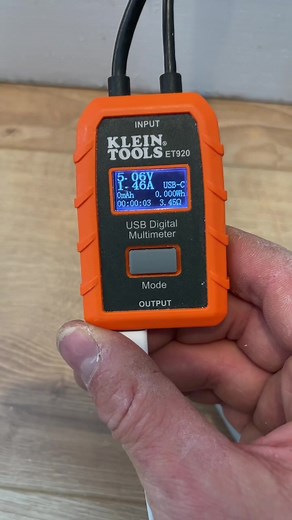 INPUT
KLEIN®
TOOLS ET920
5.06V
1.46A USB-C
0mAh 0.000Wh
00:00:03 3.45Ω
USB Digital
Multimeter
Mode
OUTPUT